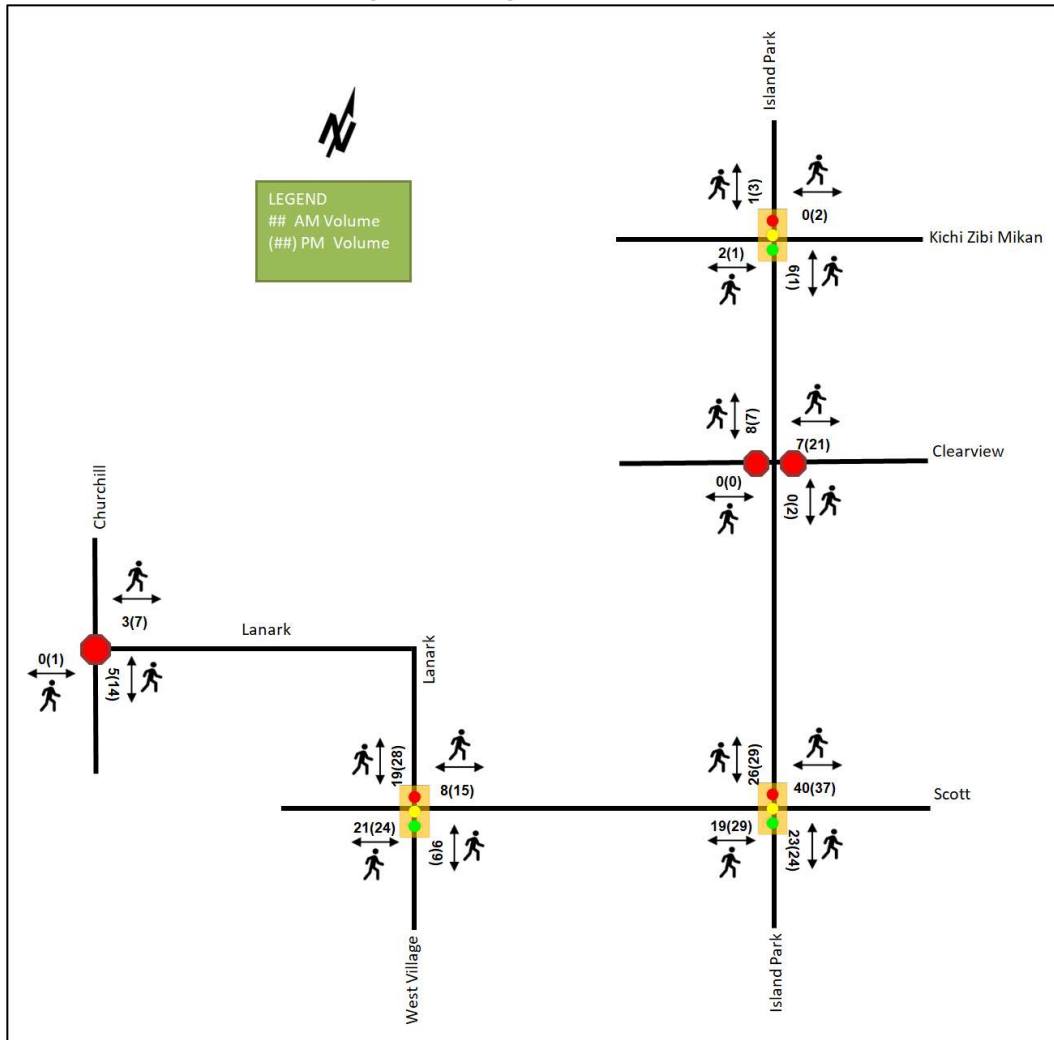 Island Park
LEGEND
## AM Volume
(##) PM Volume
1(3)
0(2)
Kichi Zibi Mikan
2(1)
6(1)
8(7)
7(21)
Clearview
0(0)
0(2)
Churchill
3(7)
Lanark
0(1)
5(14)
Lanark
19(28)
8(15)
26(29)
40(37)
Scott
21(24)
19(29)
23(24)
West Village
Island Park